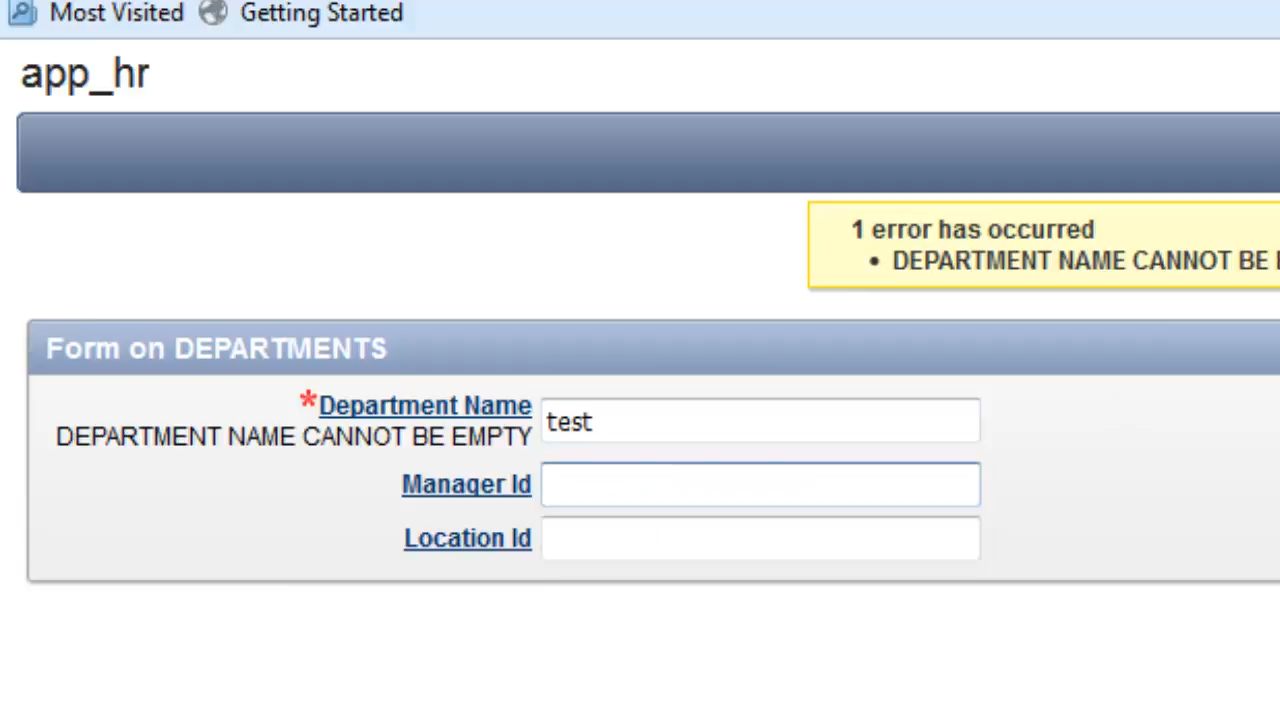 Most Visited Getting Started
app_hr
1 error has occurred
• DEPARTMENT NAME CANNOT BE
Form on DEPARTMENTS
*Department Name
DEPARTMENT NAME CANNOT BE EMPTY
test
Manager Id
Location Id